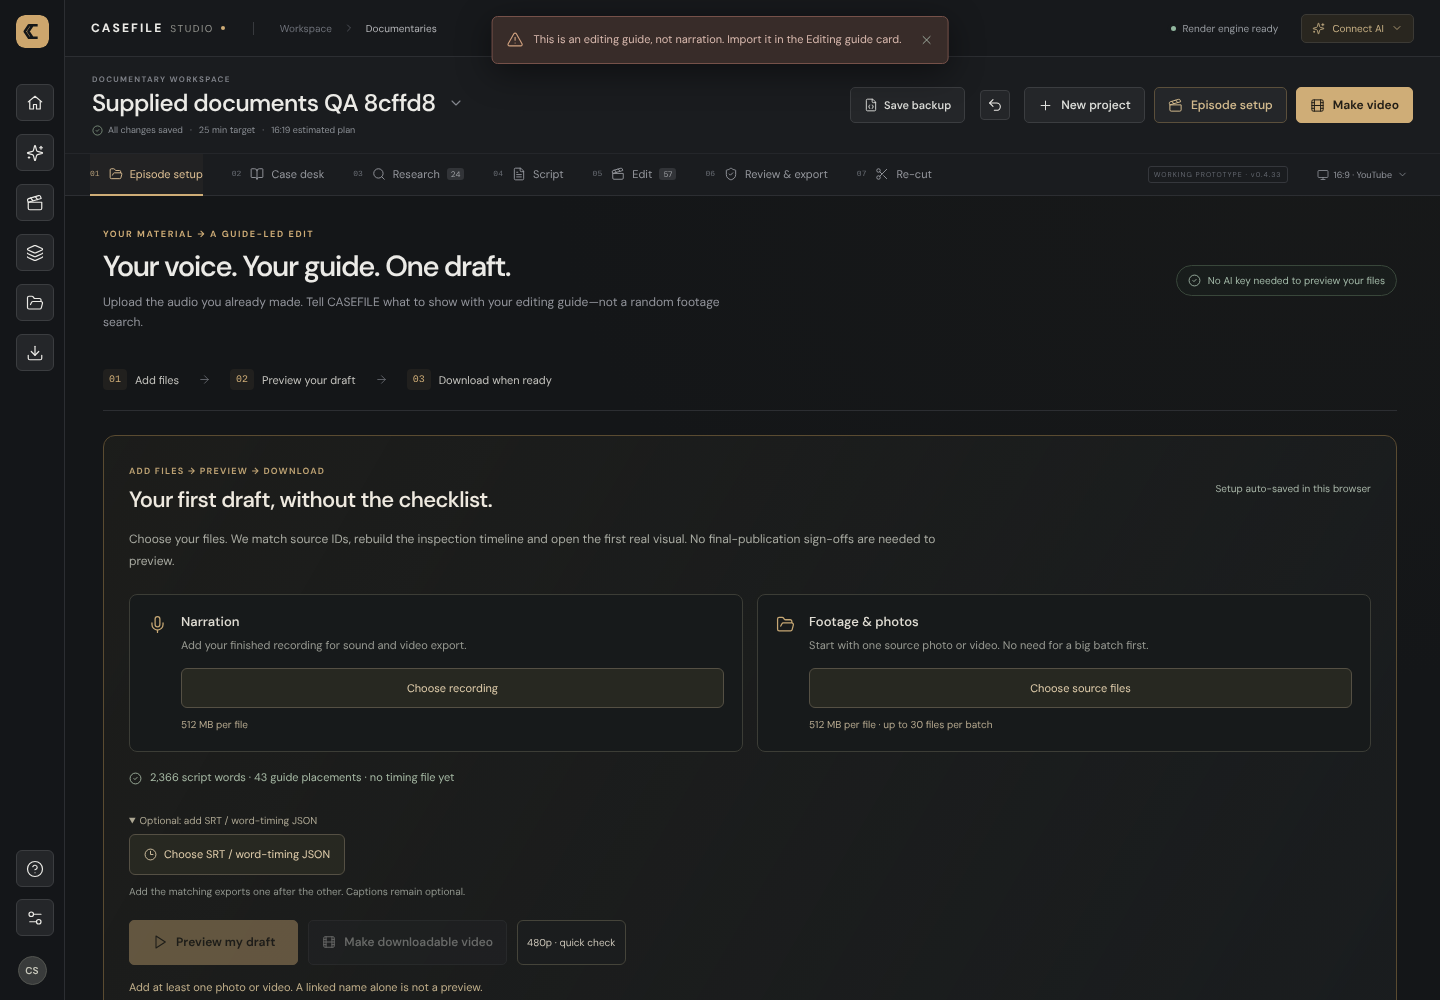 CASEFILE STUDIO
Workspace
Documentaries
This is an editing guide, not narration. Import it in the Editing guide card.
Render engine ready
Connect AI
DOCUMENTARY WORKSPACE
Supplied documents QA 8cffd8
All changes saved · 25 min target · 16:19 estimated plan
Save backup
New project
Episode setup
Make video
01 Episode setup
02 Case desk
03 Research 24
04 Script
05 Edit 57
06 Review & export
07 Re-cut
WORKING PROTOTYPE · v0.4.33
16:9 · YouTube
YOUR MATERIAL → A GUIDE-LED EDIT
Your voice. Your guide. One draft.
Upload the audio you already made. Tell CASEFILE what to show with your editing guide—not a random footage
search.
No AI key needed to preview your files
01 Add files → 02 Preview your draft → 03 Download when ready
ADD FILES → PREVIEW → DOWNLOAD
Your first draft, without the checklist.
Setup auto-saved in this browser
Choose your files. We match source IDs, rebuild the inspection timeline and open the first real visual. No final-publication sign-offs are needed to
preview.
Narration
Add your finished recording for sound and video export.
Choose recording
512 MB per file
Footage & photos
Start with one source photo or video. No need for a big batch first.
Choose source files
512 MB per file · up to 30 files per batch
2,366 script words · 43 guide placements · no timing file yet
▼ Optional: add SRT / word-timing JSON
Choose SRT / word-timing JSON
Add the matching exports one after the other. Captions remain optional.
Preview my draft
Make downloadable video
480p · quick check
Add at least one photo or video. A linked name alone is not a preview.
CS